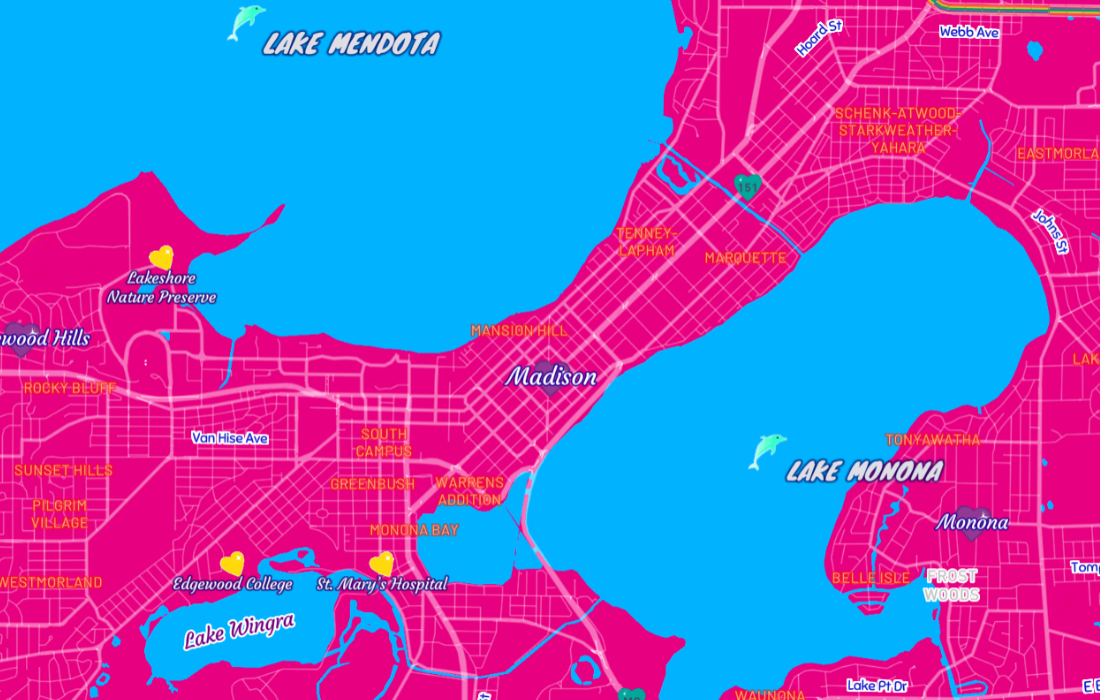 LAKE MENDOTA
Hoard St
Webb Ave
SCHENK-ATWOOD-
STARKWEATHER-
YAHARA
EASTMORLA
151
Johns St
TENNEY-
LAPHAM
MARQUETTE
Lakeshore
Nature Preserve
wood Hills
MANSION HILL
Madison
ROCKY BLUFF
LAK
Van Hise Ave
SOUTH
CAMPUS
TONYAWATHA
LAKE MONONA
SUNSET HILLS
GREENBUSH
WARRENS
ADDITION
PILGRIM
VILLAGE
MONONA BAY
Monona
WESTMORLAND
Edgewood College
St. Mary's Hospital
BELLE ISLE
FROST
WOODS
Tom
Lake Wingra
Lake Pt Dr
WAUNONA